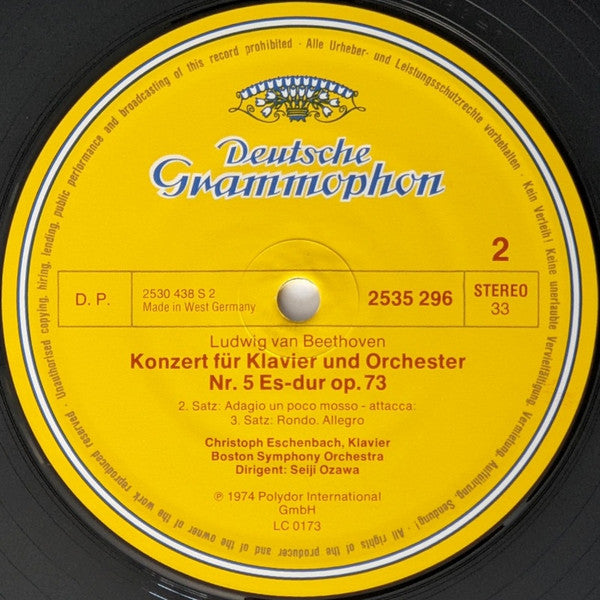 Deutsche
Grammophon
2
D. P.
2530 438 S 2
Made in West Germany
2535 296
STEREO
33
Ludwig van Beethoven
Konzert für Klavier und Orchester
Nr. 5 Es-dur op. 73
2. Satz: Adagio un poco mosso - attacca:
3. Satz: Rondo. Allegro
Christoph Eschenbach, Klavier
Boston Symphony Orchestra
Dirigent: Seiji Ozawa
℗ 1974 Polydor International
GmbH
LC 0173
Alle Urheber- und Leistungsschutzrechte vorbehalten · Kein Verleih! Keine unerlaubte Vervielfältigung, Vermietung, Aufführung, Sendung! · All rights of the producer and of the owner of the work reproduced reserved · Unauthorised copying, hiring, lending, public performance and broadcasting of this record prohibited ·